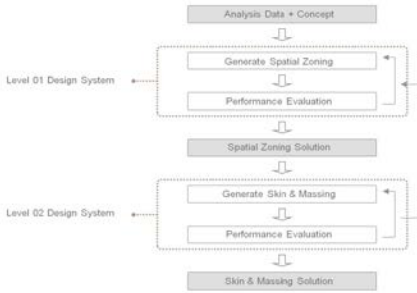 Analysis Data + Concept
Generate Spatial Zoning
Level 01 Design System
Performance Evaluation
Spatial Zoning Solution
Generate Skin & Massing
Level 02 Design System
Performance Evaluation
Skin & Massing Solution